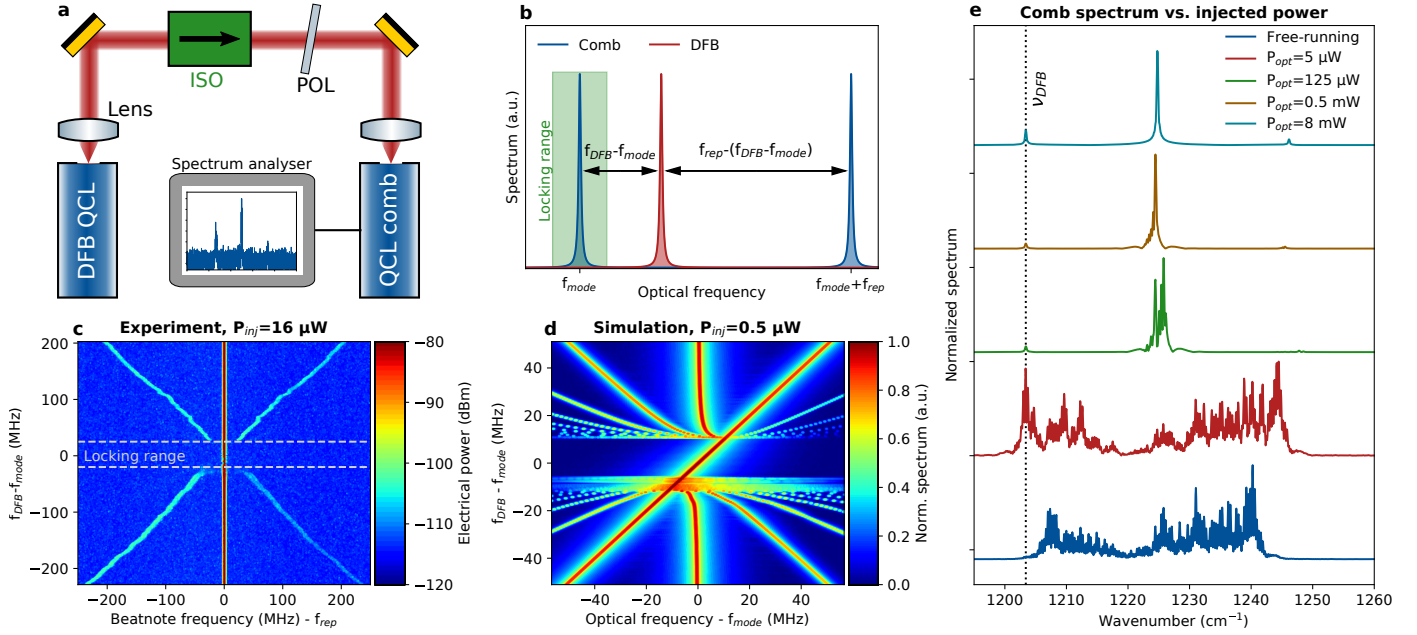 a
ISO
POL
Lens
Spectrum analyser
DFB QCL
QCL comb
b
Comb
DFB
Spectrum (a.u.)
Locking range
f_DFB-f_mode
f_rep-(f_DFB-f_mode)
f_mode
Optical frequency
f_mode+f_rep
c
Experiment, P_inj=16 µW
f_DFB-f_mode (MHz)
200
100
0
−100
−200
Locking range
−200
−100
0
100
200
Beatnote frequency (MHz) - f_rep
−80
−90
−100
−110
−120
Electrical power (dBm)
d
Simulation, P_inj=0.5 µW
f_DFB - f_mode (MHz)
40
20
0
−20
−40
−56
−28
0
28
56
Optical frequency - f_mode (MHz)
1.0
0.8
0.6
0.4
0.2
0.0
Norm. spectrum (a.u.)
e
Comb spectrum vs. injected power
Free-running
P_opt=5 µW
P_opt=125 µW
P_opt=0.5 mW
P_opt=8 mW
ν_DFB
Normalized spectrum
1200
1210
1220
1230
1240
1250
1260
Wavenumber (cm⁻¹)